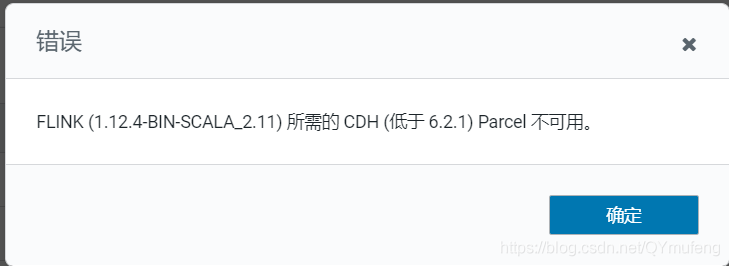 错误
FLINK (1.12.4-BIN-SCALA_2.11) 所需的 CDH (低于 6.2.1) Parcel 不可用。
确定
https://blog.csdn.net/QYmufeng